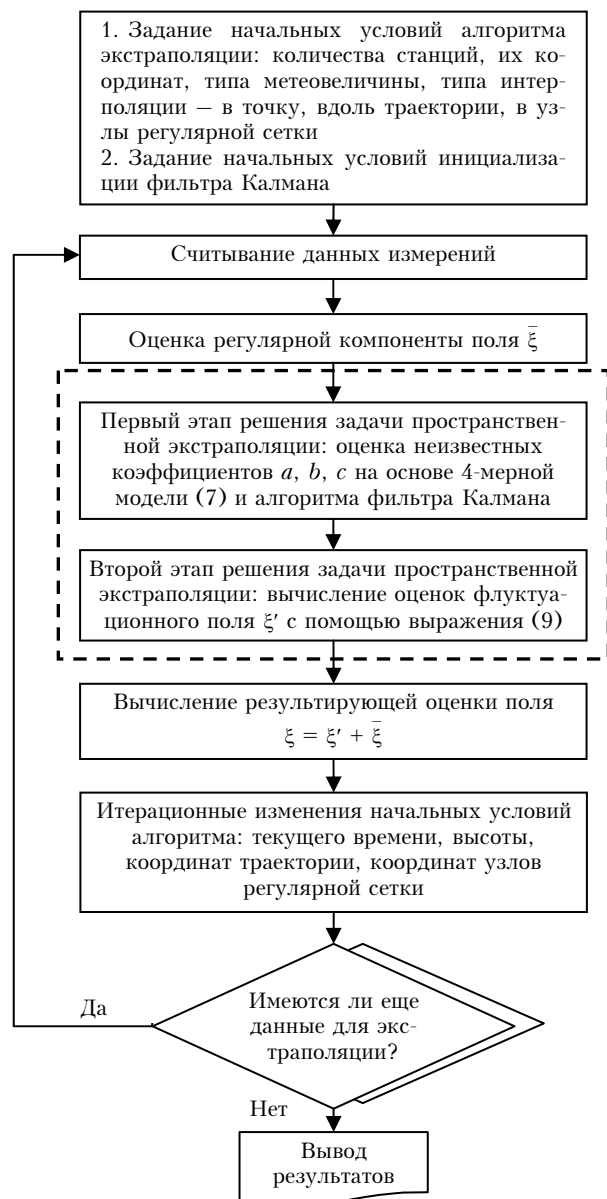 1. Задание начальных условий алгоритма
экстраполяции: количества станций, их ко-
ординат, типа метеовеличины, типа интер-
поляции – в точку, вдоль траектории, в уз-
лы регулярной сетки
2. Задание начальных условий инициализа-
ции фильтра Калмана
Считывание данных измерений
Оценка регулярной компоненты поля ξ̄
Первый этап решения задачи пространствен-
ной экстраполяции: оценка неизвестных
коэффициентов a, b, c на основе 4-мерной
модели (7) и алгоритма фильтра Калмана
Второй этап решения задачи пространственной
экстраполяции: вычисление оценок флуктуа-
ционного поля ξ′ с помощью выражения (9)
Вычисление результирующей оценки поля
ξ = ξ′ + ξ̄
Итерационные изменения начальных условий
алгоритма: текущего времени, высоты,
координат траектории, координат узлов
регулярной сетки
Да
Имеются ли еще
данные для экс-
траполяции?
Нет
Вывод
результатов